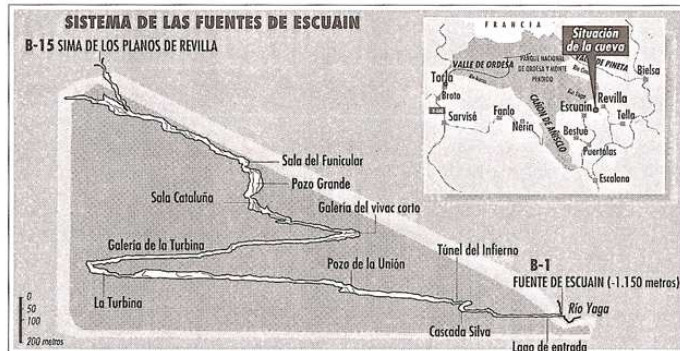 SISTEMA DE LAS FUENTES DE ESCUAIN
B-15 SIMA DE LOS PLANOS DE REVILLA
Sala del Funicular
Pozo Grande
Sala Cataluña
Galería del vivac corto
Galería de la Turbina
Pozo de la Unión
Túnel del Infierno
B-1
FUENTE DE ESCUAIN (-1.150 metros)
Río Yaga
La Turbina
Cascada Silva
Lago de entrada
0
50
100
200 metros
FRANCIA
Situación
de la cueva
VALLE DE ORDESA
PARQUE NACIONAL
DE ORDESA Y MONTE
PERDIDO
VALLE DE PINETA
Bielsa
Torla
Broto
Sarvisé
Fanlo
Nerín
CAÑON DE AÑISCLO
Escuaín
Revilla
Tella
Bestué
Puértolas
Escalona